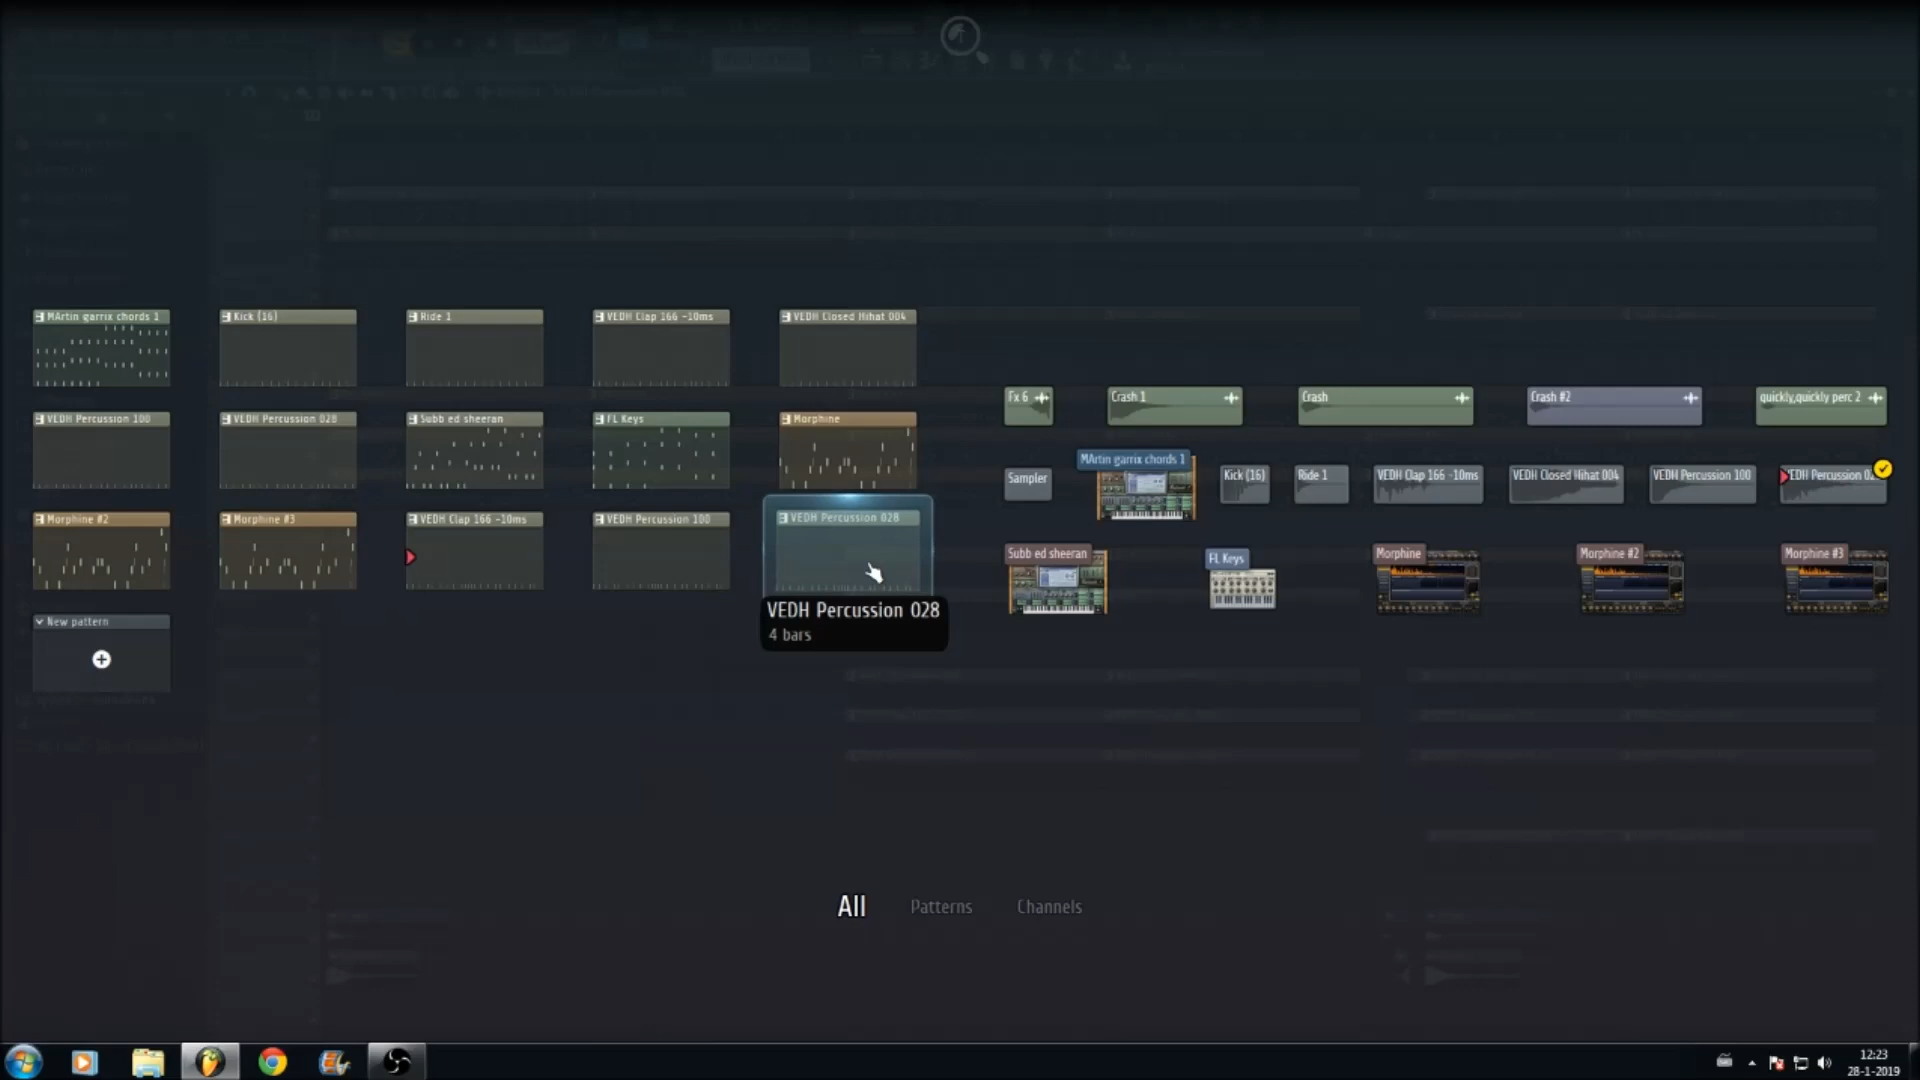 MArtin garrix chords 1
Kick (16)
Ride 1
VEDH Clap 166 -10ms
VEDH Closed Hihat 004
VEDH Percussion 100
VEDH Percussion 028
Subb ed sheeran
FL Keys
Morphine
Morphine #2
Morphine #3
VEDH Clap 166 -10ms
VEDH Percussion 100
VEDH Percussion 028
VEDH Percussion 028
4 bars
New pattern
Fx 6
Crash 1
Crash
Crash #2
quickly,quickly perc 2
Sampler
MArtin garrix chords 1
Kick (16)
Ride 1
VEDH Clap 166 -10ms
VEDH Closed Hihat 004
VEDH Percussion 100
VEDH Percussion 02
Subb ed sheeran
FL Keys
Morphine
Morphine #2
Morphine #3
All Patterns Channels
12:23
28-1-2019